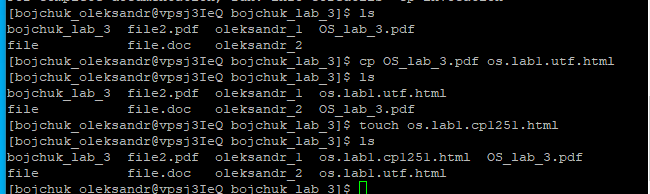 [bojchuk_oleksandr@vpsj3IeQ bojchuk_lab_3]$ ls
bojchuk_lab_3 file2.pdf oleksandr_1 OS_lab_3.pdf
file file.doc oleksandr_2
[bojchuk_oleksandr@vpsj3IeQ bojchuk_lab_3]$ cp OS_lab_3.pdf os.lab1.utf.html
[bojchuk_oleksandr@vpsj3IeQ bojchuk_lab_3]$ ls
bojchuk_lab_3 file2.pdf oleksandr_1 os.lab1.utf.html
file file.doc oleksandr_2 OS_lab_3.pdf
[bojchuk_oleksandr@vpsj3IeQ bojchuk_lab_3]$ touch os.lab1.cp1251.html
[bojchuk_oleksandr@vpsj3IeQ bojchuk_lab_3]$ ls
bojchuk_lab_3 file2.pdf oleksandr_1 os.lab1.cp1251.html OS_lab_3.pdf
file file.doc oleksandr_2 os.lab1.utf.html
[bojchuk_oleksandr@vpsj3IeQ bojchuk_lab_3]$